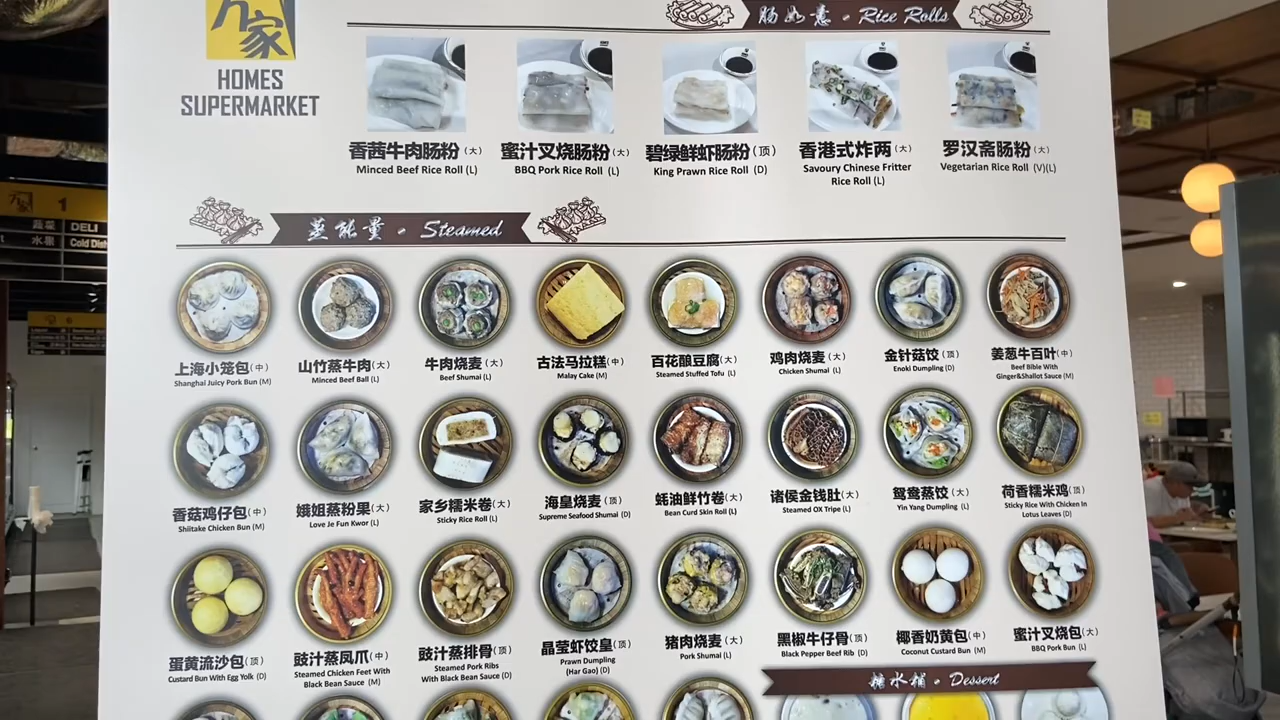 万家
HOMES
SUPERMARKET
肠如意 • Rice Rolls
香茜牛肉肠粉（大）
Minced Beef Rice Roll (L)
蜜汁叉烧肠粉（大）
BBQ Pork Rice Roll (L)
碧绿鲜虾肠粉（顶）
King Prawn Rice Roll (D)
香港式炸两（大）
Savoury Chinese Fritter
Rice Roll (L)
罗汉斋肠粉（大）
Vegetarian Rice Roll (V)(L)
蒸能量 • Steamed
上海小笼包（中）
Shanghai Juicy Pork Bun (M)
山竹蒸牛肉（大）
Minced Beef Ball (L)
牛肉烧麦（大）
Beef Shumai (L)
古法马拉糕（中）
Malay Cake (M)
百花酿豆腐（大）
Steamed Stuffed Tofu (L)
鸡肉烧麦（大）
Chicken Shumai (L)
金针菇饺（顶）
Enoki Dumpling (D)
姜葱牛百叶（中）
Beef Bible With
Ginger&Shallot Sauce (M)
香菇鸡仔包（中）
Shiitake Chicken Bun (M)
娥姐蒸粉果（大）
Love Je Fun Kwor (L)
家乡糯米卷（大）
Sticky Rice Roll (L)
海皇烧麦（顶）
Supreme Seafood Shumai (D)
蚝油鲜竹卷（大）
Bean Curd Skin Roll (L)
诸侯金钱肚（大）
Steamed OX Tripe (L)
鸳鸯蒸饺（大）
Yin Yang Dumpling (L)
荷香糯米鸡（顶）
Sticky Rice With Chicken In
Lotus Leaves (D)
蛋黄流沙包（顶）
Custard Bun With Egg Yolk (D)
豉汁蒸凤爪（中）
Steamed Chicken Feet With
Black Bean Sauce (M)
豉汁蒸排骨（顶）
Steamed Pork Ribs
With Black Bean Sauce (D)
晶莹虾饺皇（顶）
Prawn Dumpling
(Har Gao) (D)
猪肉烧麦（大）
Pork Shumai (L)
黑椒牛仔骨（顶）
Black Pepper Beef Rib (D)
椰香奶黄包（中）
Coconut Custard Bun (M)
蜜汁叉烧包（大）
BBQ Pork Bun (L)
糖水桶 • Dessert
1
蔬菜
DELI
水果
Cold Dish